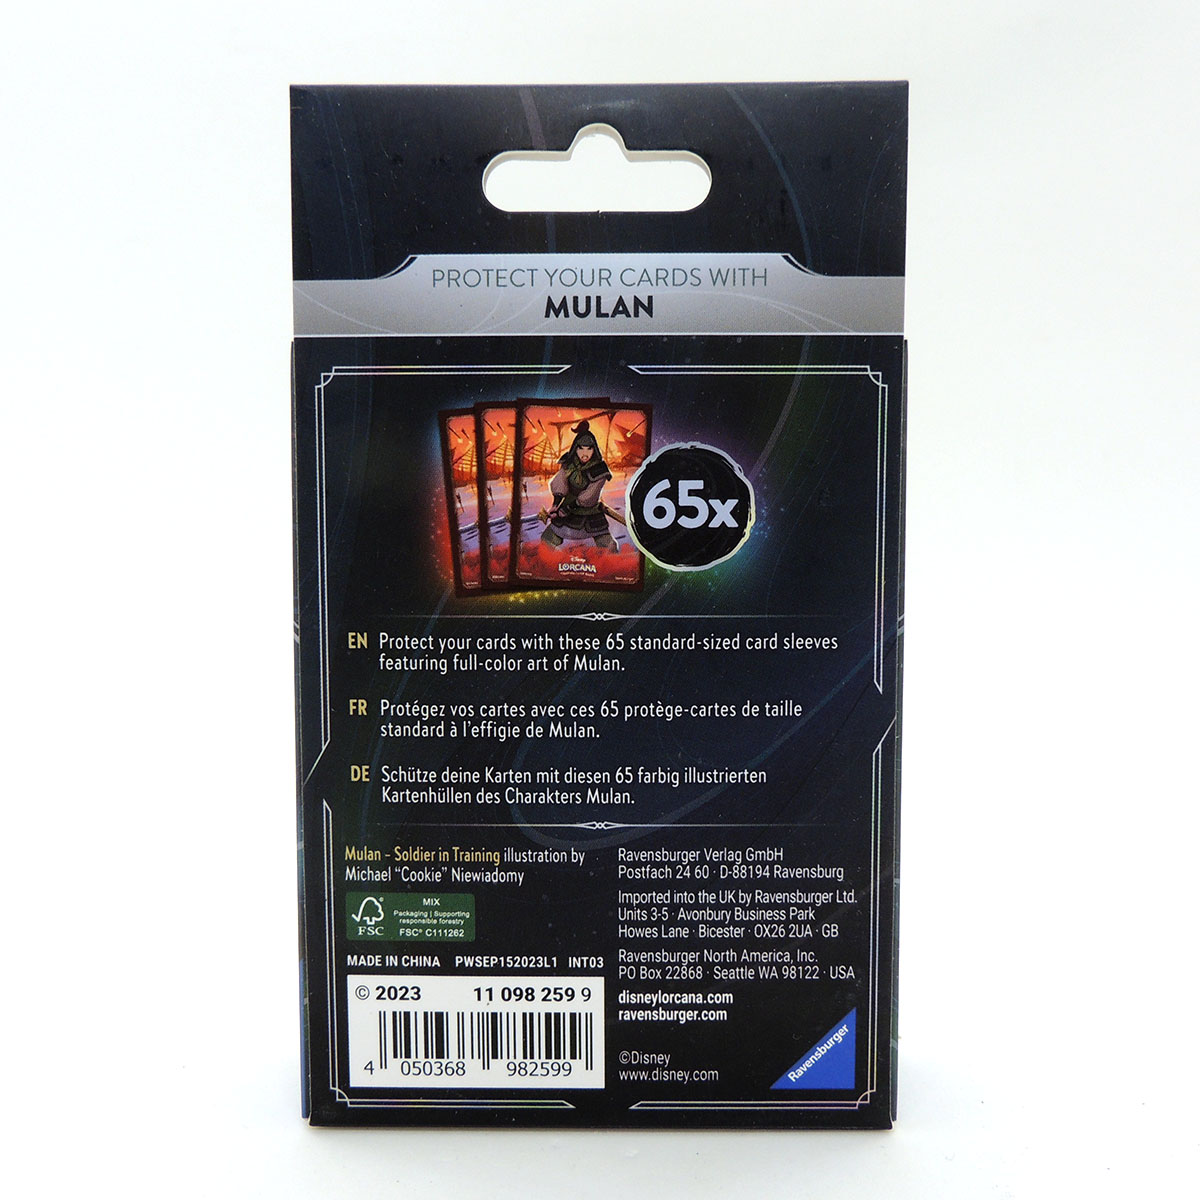 PROTECT YOUR CARDS WITH
MULAN
65x
Disney
LORCANA
EN Protect your cards with these 65 standard-sized card sleeves
featuring full-color art of Mulan.
FR Protégez vos cartes avec ces 65 protège-cartes de taille
standard à l'effigie de Mulan.
DE Schütze deine Karten mit diesen 65 farbig illustrierten
Kartenhüllen des Charakters Mulan.
Mulan - Soldier in Training illustration by
Michael "Cookie" Niewiadomy
FSC
MIX
Packaging | Supporting
responsible forestry
FSC® C111262
MADE IN CHINA PWSEP152023L1 INT03
© 2023 11 098 259 9
4 050368 982599
Ravensburger Verlag GmbH
Postfach 24 60 · D-88194 Ravensburg
Imported into the UK by Ravensburger Ltd.
Units 3-5 · Avonbury Business Park
Howes Lane · Bicester · OX26 2UA · GB
Ravensburger North America, Inc.
PO Box 22868 · Seattle WA 98122 · USA
disneylorcana.com
ravensburger.com
©Disney
www.disney.com
Ravensburger